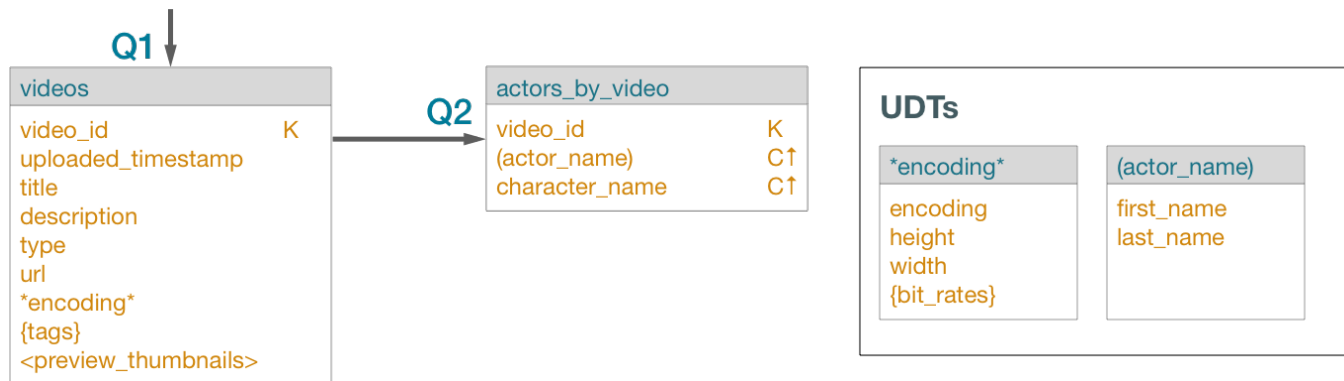 Q1
videos
video_id K
uploaded_timestamp
title
description
type
url
*encoding*
{tags}
<preview_thumbnails>
Q2
actors_by_video
video_id K
(actor_name) C↑
character_name C↑
UDTs
*encoding*
encoding
height
width
{bit_rates}
(actor_name)
first_name
last_name